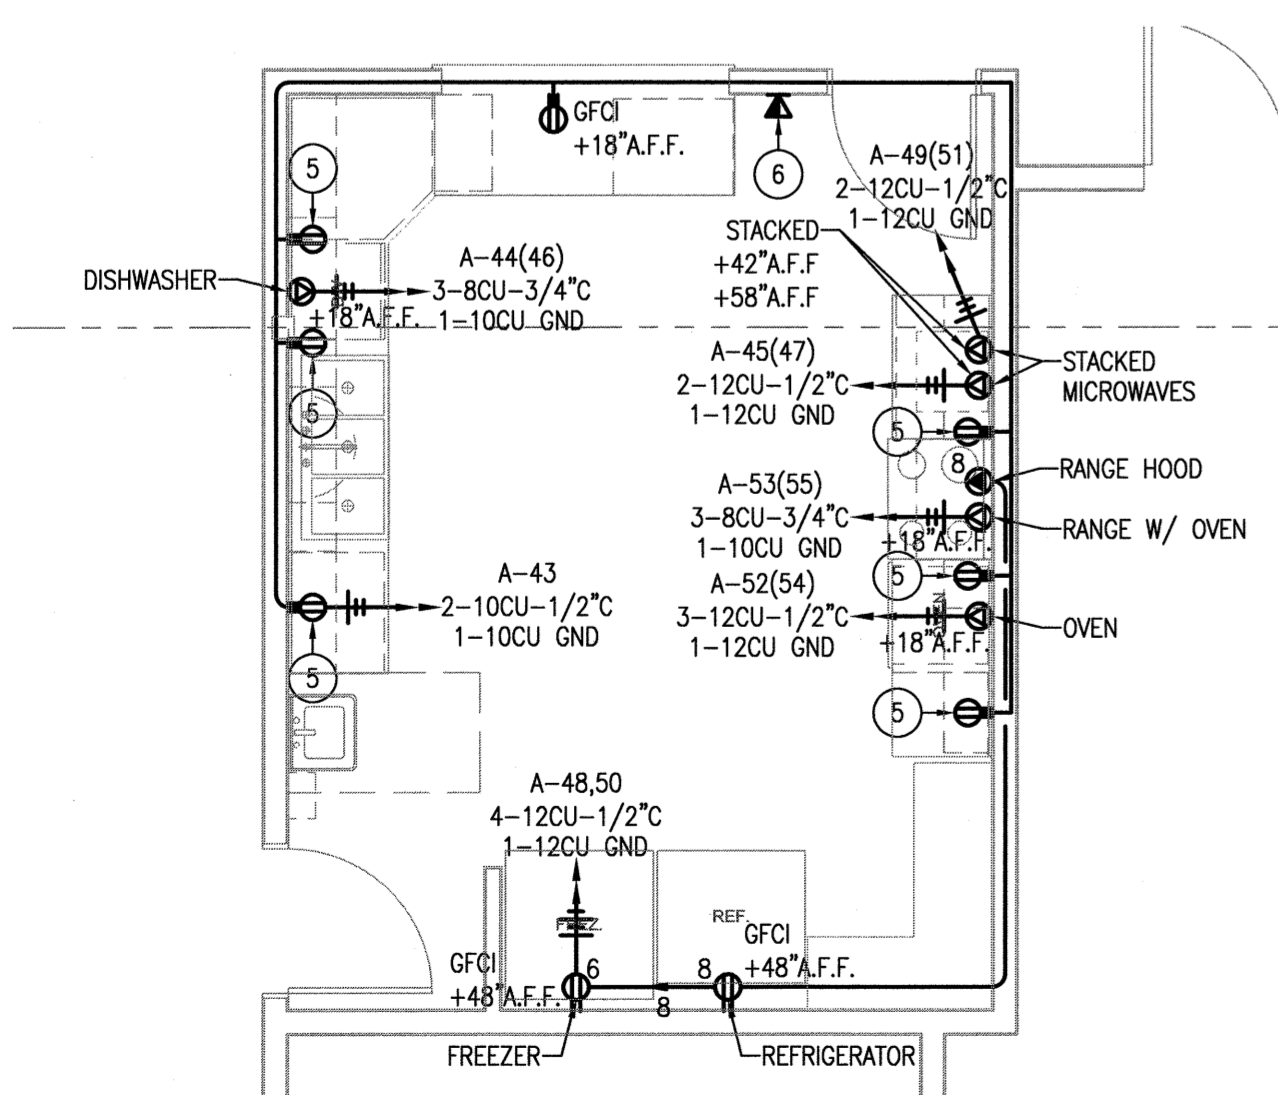 GFCI
+18"A.F.F.
5
6
A-49(51)
2-12CU-1/2"C
1-12CU GND
STACKED
+42"A.F.F
+58"A.F.F
DISHWASHER
A-44(46)
3-8CU-3/4"C
1-10CU GND
+18"A.F.F.
A-45(47)
2-12CU-1/2"C
1-12CU GND
STACKED
MICROWAVES
5
5
8
RANGE HOOD
A-53(55)
3-8CU-3/4"C
1-10CU GND
+18"A.F.F.
RANGE W/ OVEN
5
A-43
2-10CU-1/2"C
1-10CU GND
A-52(54)
3-12CU-1/2"C
1-12CU GND
OVEN
+18"A.F.F.
OVEN
5
5
A-48,50
4-12CU-1/2"C
1-12CU GND
REF.
GFCI
+48"A.F.F.
GFCI
+48"A.F.F.
6
8
8
FREEZER
REFRIGERATOR